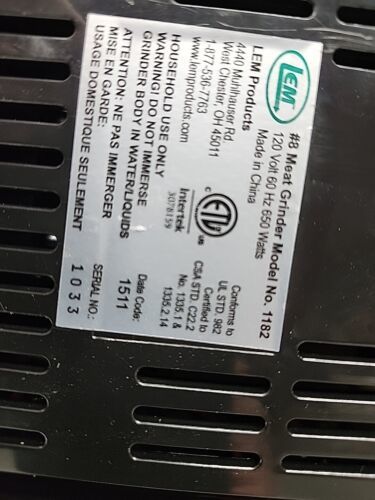 LEM
#8 Meat Grinder Model No. 1182
120 Volt 60 Hz 650 Watts
Made in China
LEM Products
4440 Muhlhauser Rd.
West Chester, OH 45011
1-877-536-7763
www.lemproducts.com
C ETL US
Intertek
3078159
Conforms to
UL STD. 982
Certified to
CSA STD. C22.2
No. 1335.1 &
1335.2.14
HOUSEHOLD USE ONLY
WARNING! DO NOT IMMERSE
GRINDER BODY IN WATER/LIQUIDS
ATTENTION: NE PAS IMMERGER
MISE EN GARDE:
USAGE DOMESTIQUE SEULEMENT
Date Code:
1511
SERIAL NO.:
1033